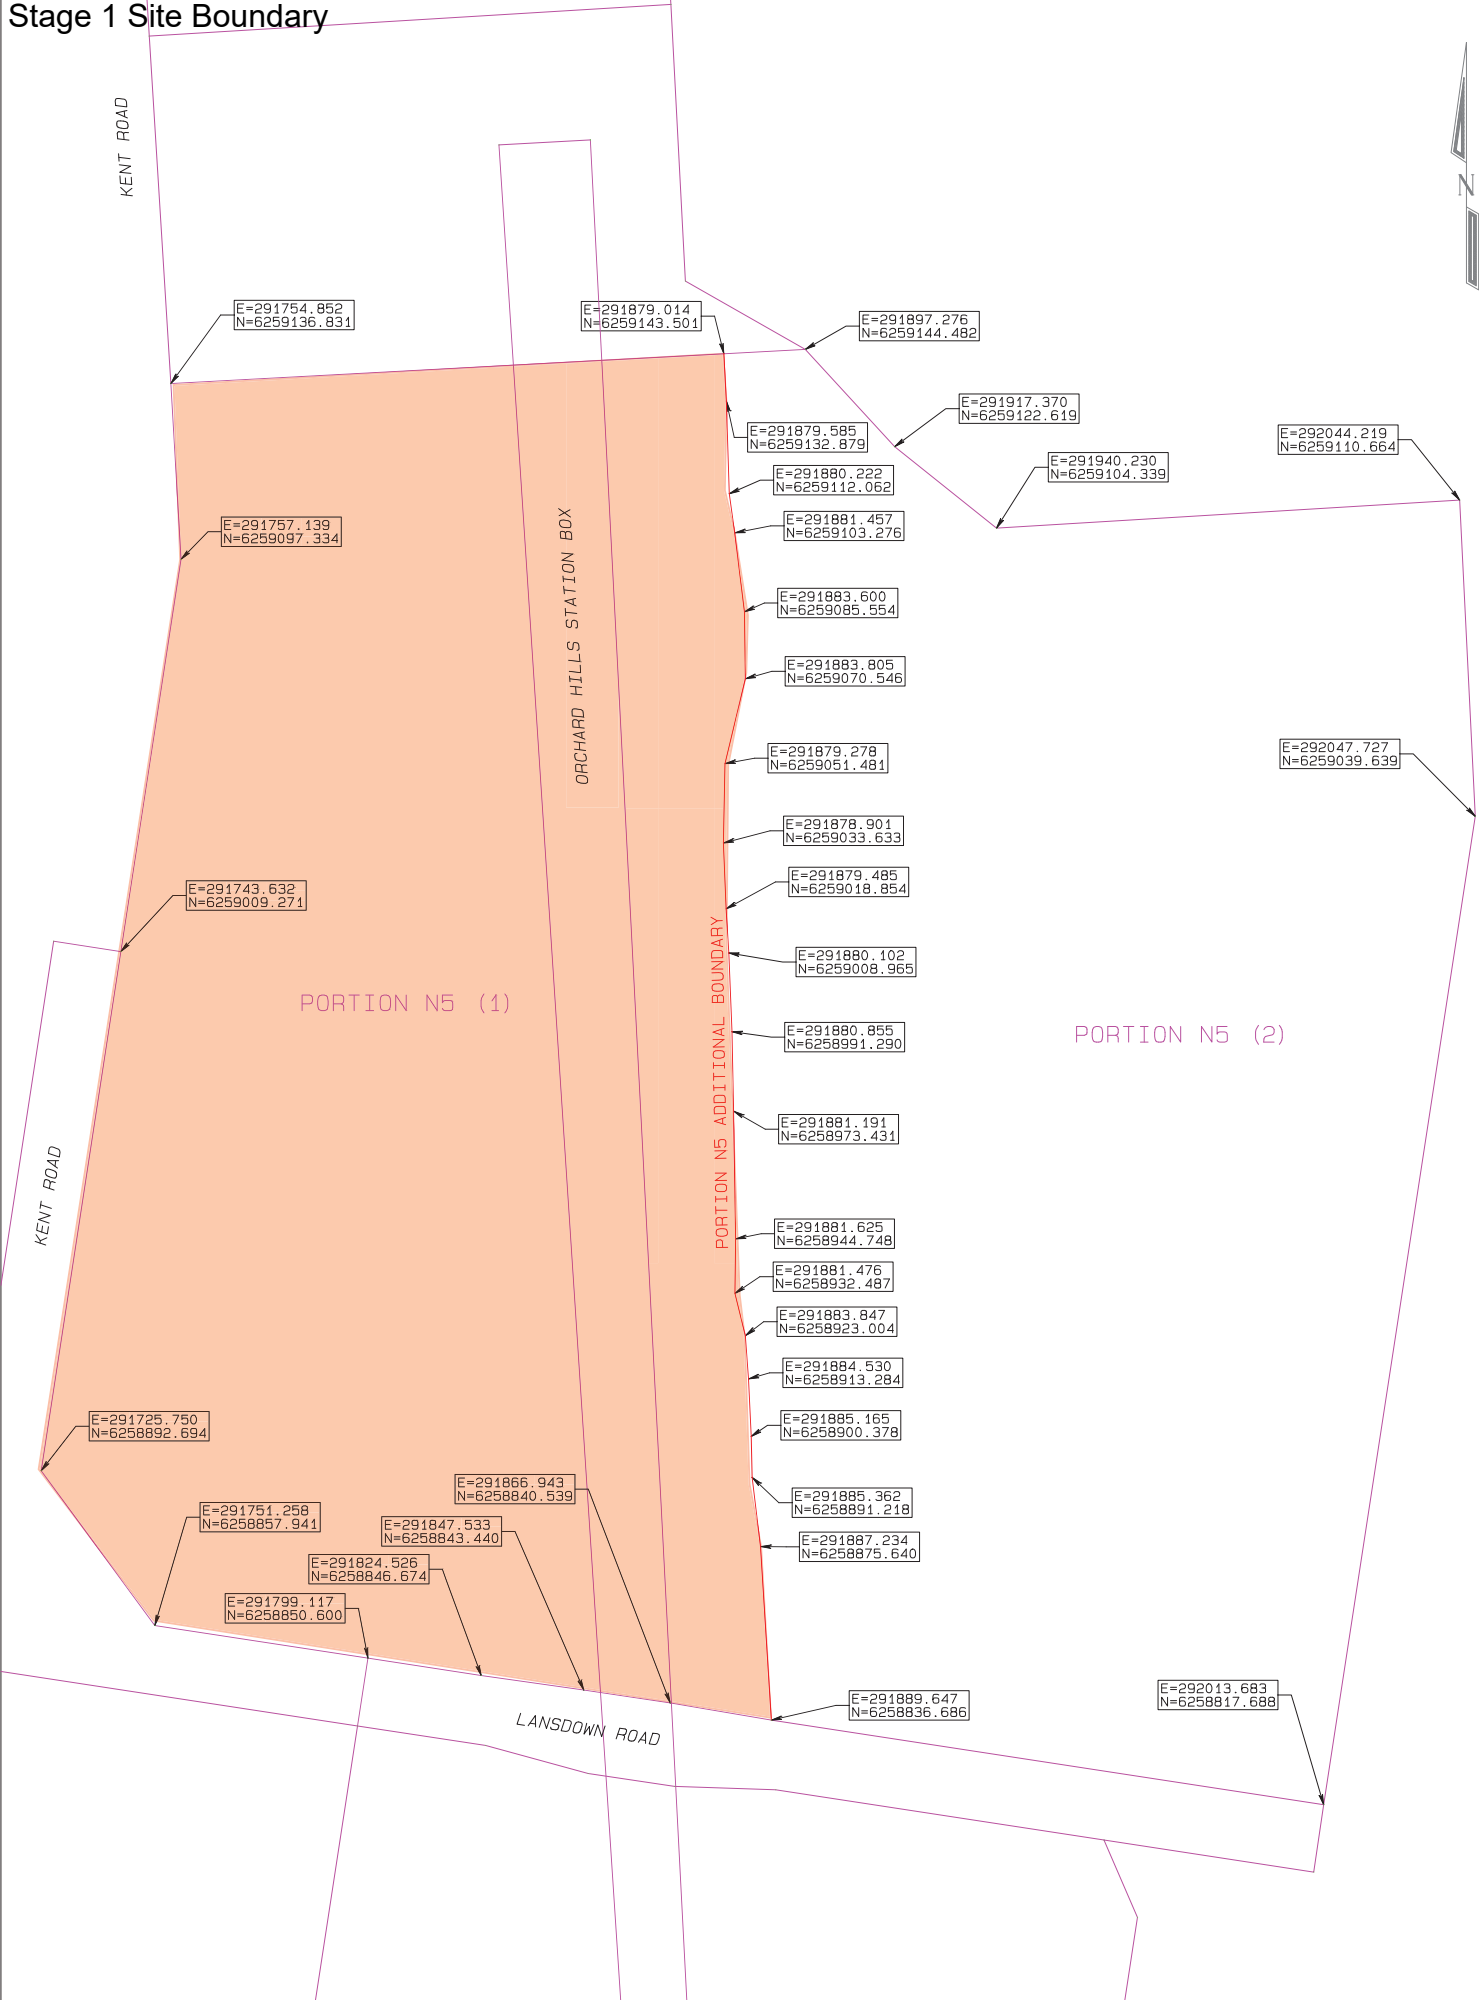 Stage 1 Site Boundary
KENT ROAD
N
E=291754.852
N=6259136.831
E=291879.014
N=6259143.501
E=291897.276
N=6259144.482
E=291917.370
N=6259122.619
E=291879.585
N=6259132.879
E=292044.219
N=6259110.664
E=291940.230
N=6259104.339
E=291880.222
N=6259112.062
E=291757.139
N=6259097.334
E=291881.457
N=6259103.276
ORCHARD HILLS STATION BOX
E=291883.600
N=6259085.554
E=291883.805
N=6259070.546
E=291879.278
N=6259051.481
E=292047.727
N=6259039.639
E=291878.901
N=6259033.633
E=291743.632
N=6259009.271
E=291879.485
N=6259018.854
E=291880.102
N=6259008.965
PORTION N5 (1)
PORTION N5 ADDITIONAL BOUNDARY
E=291880.855
N=6258991.290
PORTION N5 (2)
E=291881.191
N=6258973.431
KENT ROAD
E=291881.625
N=6258944.748
E=291881.476
N=6258932.487
E=291883.847
N=6258923.004
E=291884.530
N=6258913.284
E=291725.750
N=6258892.694
E=291885.165
N=6258900.378
E=291866.943
N=6258840.539
E=291885.362
N=6258891.218
E=291751.258
N=6258857.941
E=291847.533
N=6258843.440
E=291887.234
N=6258875.640
E=291824.526
N=6258846.674
E=291799.117
N=6258850.600
E=291889.647
N=6258836.686
E=292013.683
N=6258817.688
LANSDOWN ROAD